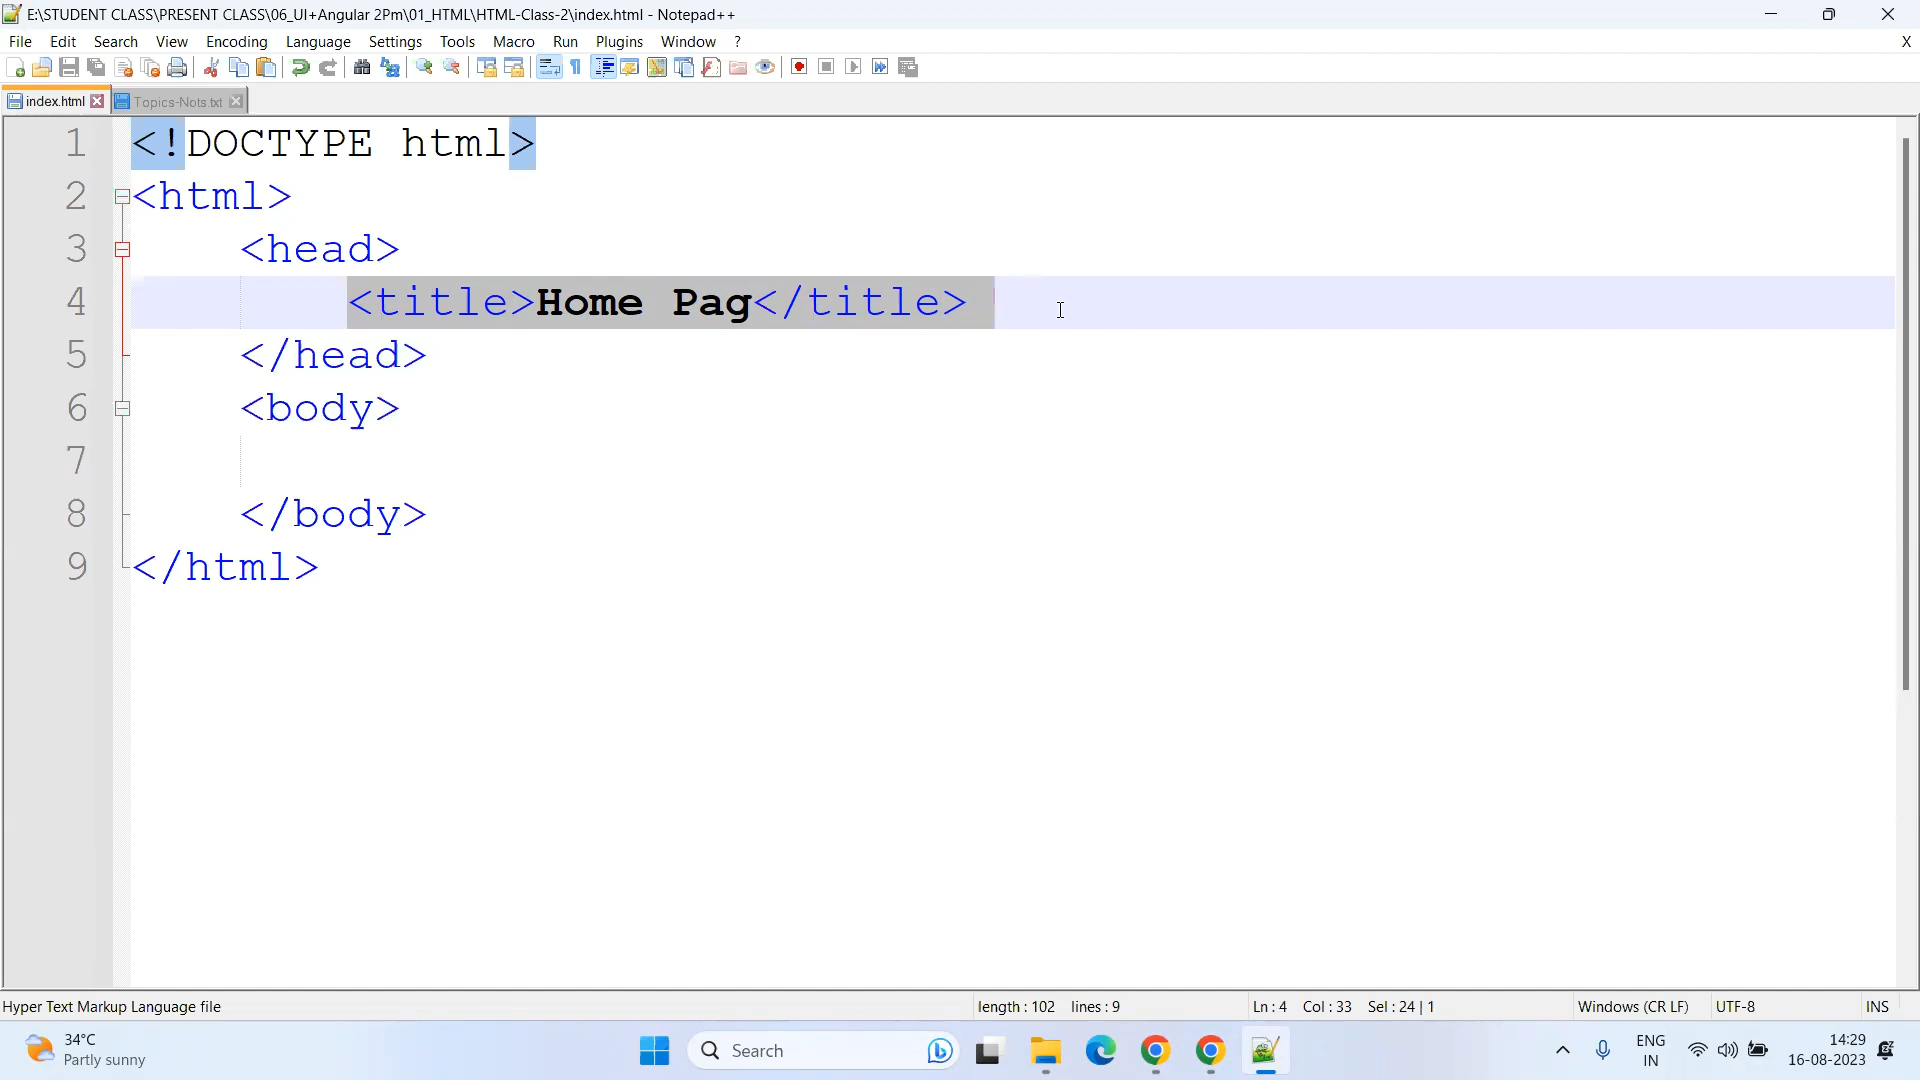 E:\STUDENT CLASS\PRESENT CLASS\06_UI+Angular 2Pm\01_HTML\HTML-Class-2\index.html - Notepad++
File Edit Search View Encoding Language Settings Tools Macro Run Plugins Window ? X
index.html Topics-Nots.txt
1 <!DOCTYPE html>
2 <html>
3 <head>
4 <title>Home Pag</title>
5 </head>
6 <body>
7
8 </body>
9 </html>
Hyper Text Markup Language file length : 102 lines : 9 Ln : 4 Col : 33 Sel : 24 | 1 Windows (CR LF) UTF-8 INS
34°C
Partly sunny
Search
ENG
IN
14:29
16-08-2023